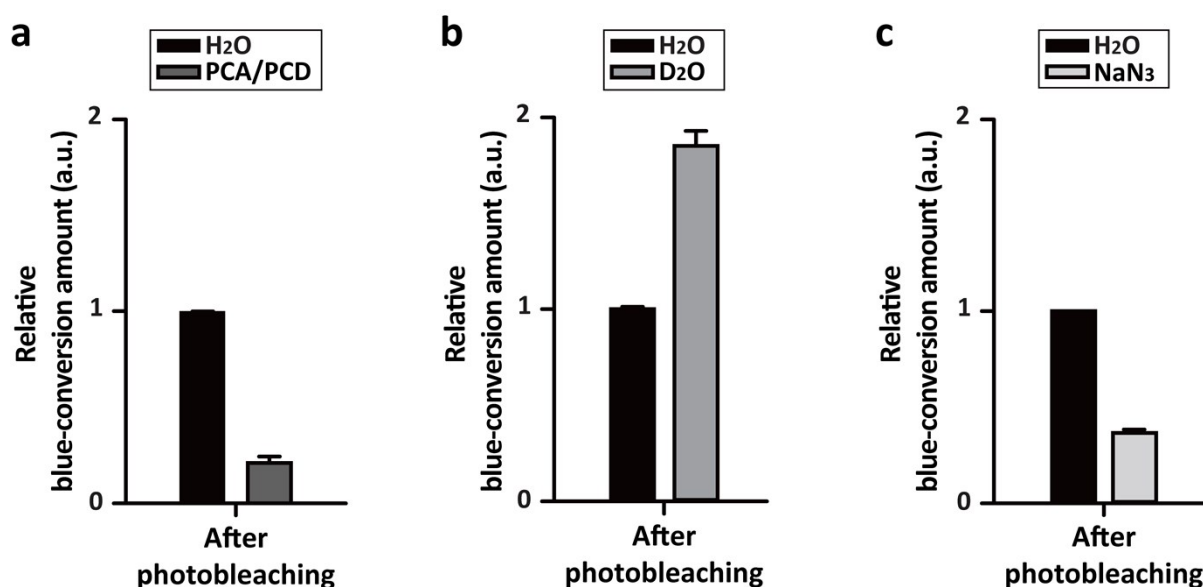 a
H2O
PCA/PCD
Relative
blue-conversion amount (a.u.)
2
1
0
After
photobleaching
b
H2O
D2O
Relative
blue-conversion amount (a.u.)
2
1
0
After
photobleaching
c
H2O
NaN3
Relative
blue-conversion amount (a.u.)
2
1
0
After
photobleaching